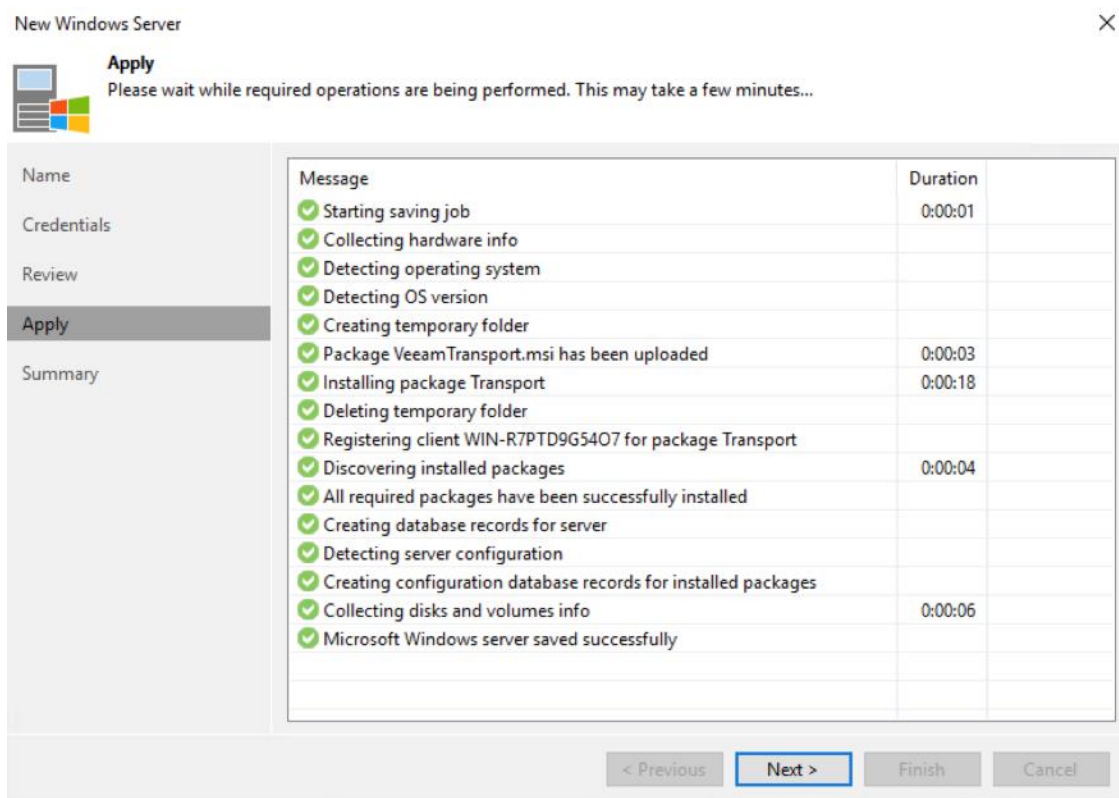 New Windows Server
Apply
Please wait while required operations are being performed. This may take a few minutes...
Name
Credentials
Review
Apply
Summary
Message Duration
Starting saving job 0:00:01
Collecting hardware info
Detecting operating system
Detecting OS version
Creating temporary folder
Package VeeamTransport.msi has been uploaded 0:00:03
Installing package Transport 0:00:18
Deleting temporary folder
Registering client WIN-R7PTD9G54O7 for package Transport
Discovering installed packages 0:00:04
All required packages have been successfully installed
Creating database records for server
Detecting server configuration
Creating configuration database records for installed packages
Collecting disks and volumes info 0:00:06
Microsoft Windows server saved successfully
< Previous Next > Finish Cancel